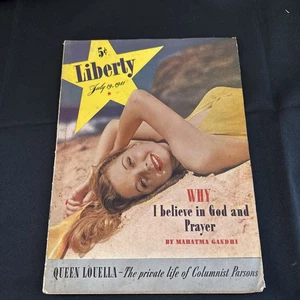 5¢
Liberty
July 19, 1941
WHY
I believe in God and
Prayer
BY MAHATMA GANDHI
QUEEN LOUELLA—The private life of Columnist Parsons